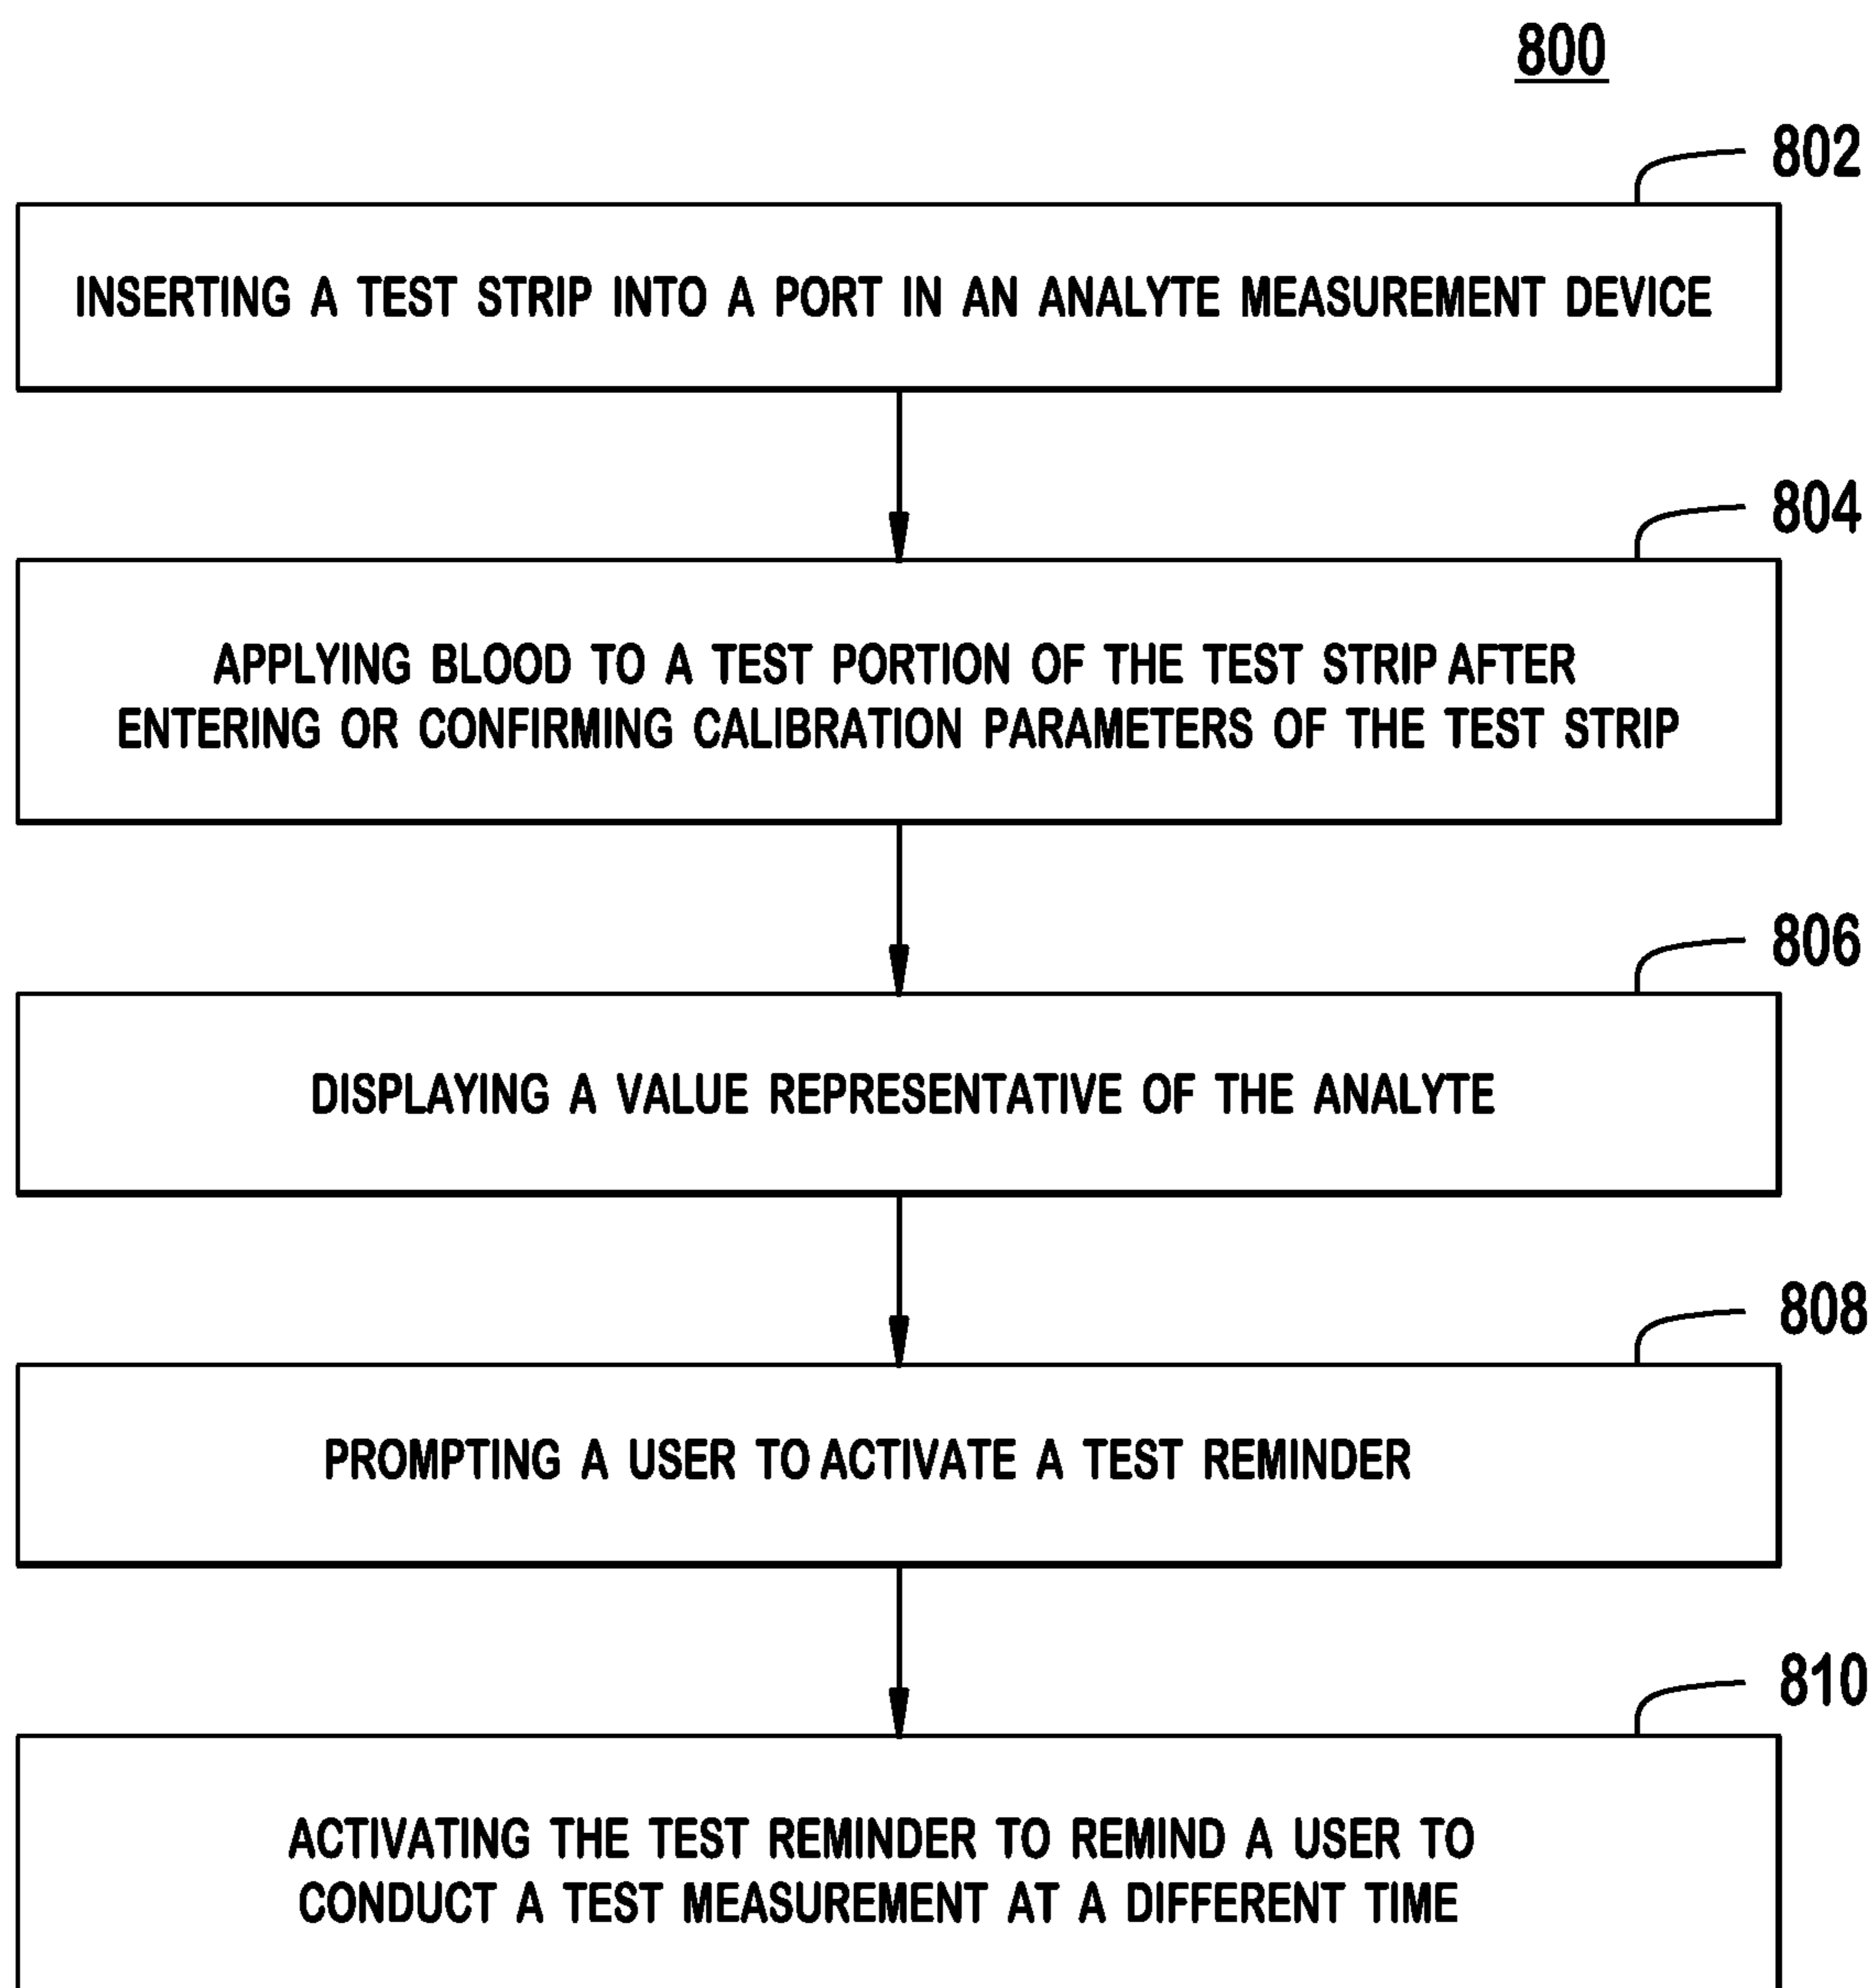 800
802
INSERTING A TEST STRIP INTO A PORT IN AN ANALYTE MEASUREMENT DEVICE
804
APPLYING BLOOD TO A TEST PORTION OF THE TEST STRIP AFTER
ENTERING OR CONFIRMING CALIBRATION PARAMETERS OF THE TEST STRIP
806
DISPLAYING A VALUE REPRESENTATIVE OF THE ANALYTE
808
PROMPTING A USER TO ACTIVATE A TEST REMINDER
810
ACTIVATING THE TEST REMINDER TO REMIND A USER TO
CONDUCT A TEST MEASUREMENT AT A DIFFERENT TIME